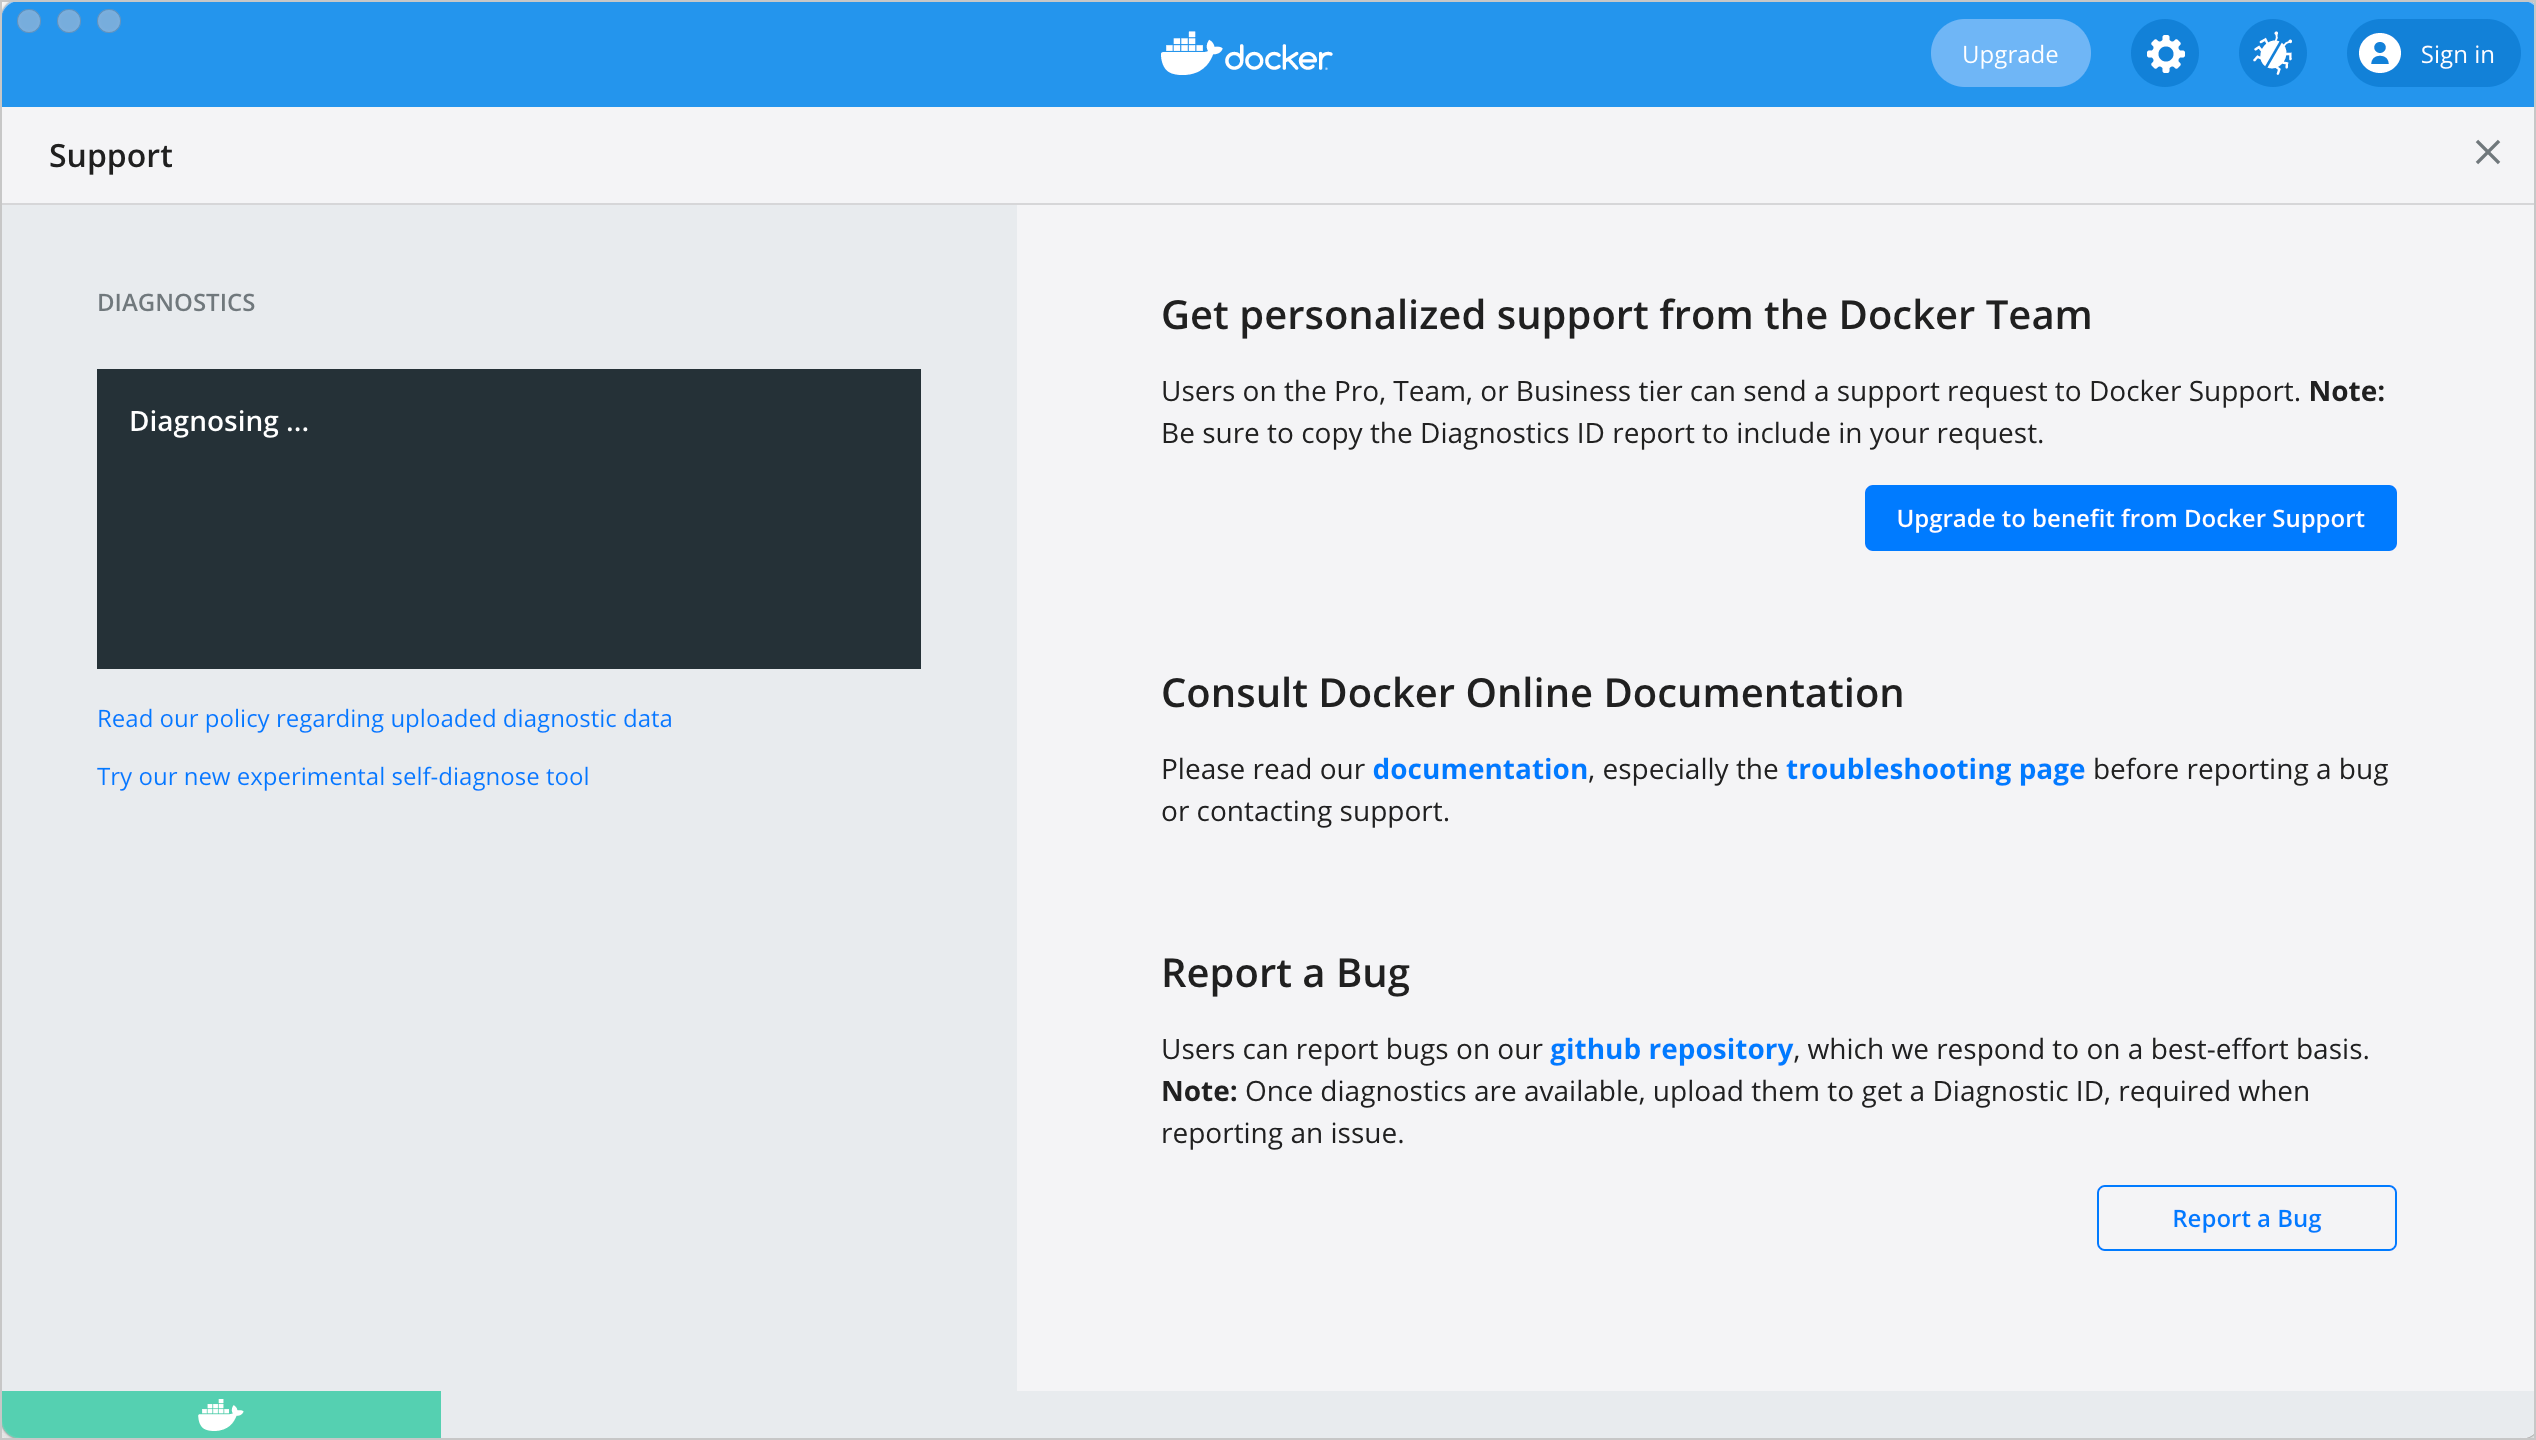 docker
Upgrade
Sign in
Support
DIAGNOSTICS
Diagnosing ...
Read our policy regarding uploaded diagnostic data
Try our new experimental self-diagnose tool
Get personalized support from the Docker Team
Users on the Pro, Team, or Business tier can send a support request to Docker Support. Note:
Be sure to copy the Diagnostics ID report to include in your request.
Upgrade to benefit from Docker Support
Consult Docker Online Documentation
Please read our documentation, especially the troubleshooting page before reporting a bug
or contacting support.
Report a Bug
Users can report bugs on our github repository, which we respond to on a best-effort basis.
Note: Once diagnostics are available, upload them to get a Diagnostic ID, required when
reporting an issue.
Report a Bug